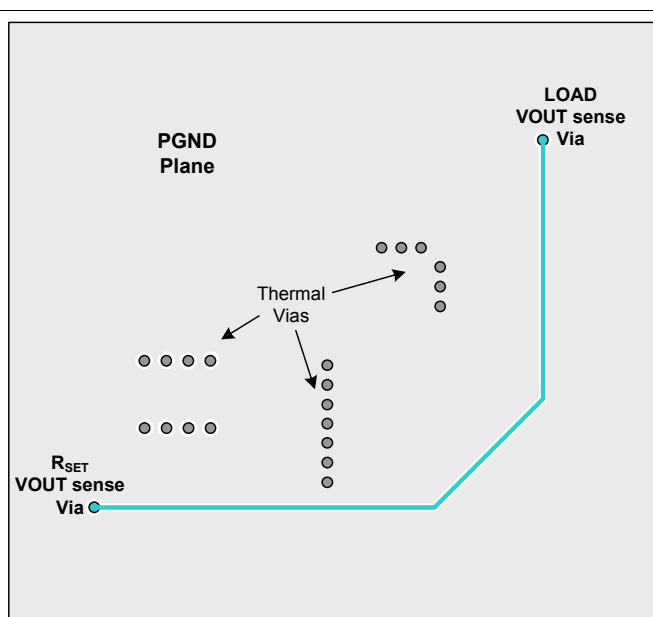 LOAD
VOUT sense
Via
PGND
Plane
Thermal
Vias
RSET
VOUT sense
Via